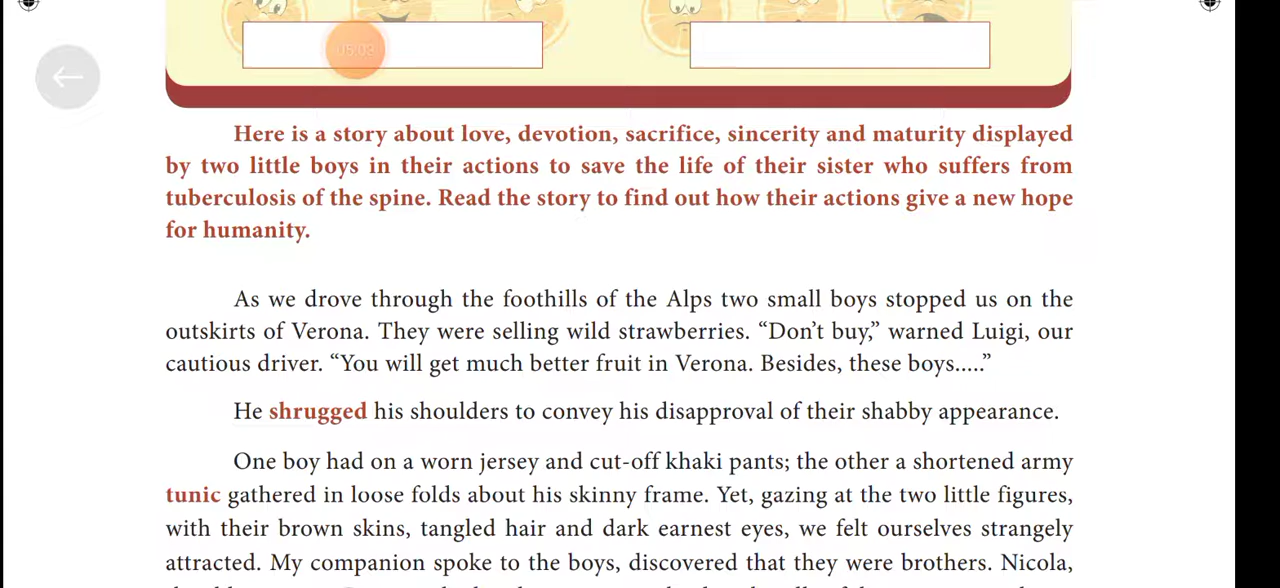 05/03
Here is a story about love, devotion, sacrifice, sincerity and maturity displayed
by two little boys in their actions to save the life of their sister who suffers from
tuberculosis of the spine. Read the story to find out how their actions give a new hope
for humanity.
As we drove through the foothills of the Alps two small boys stopped us on the
outskirts of Verona. They were selling wild strawberries. “Don’t buy,” warned Luigi, our
cautious driver. “You will get much better fruit in Verona. Besides, these boys.....”
He shrugged his shoulders to convey his disapproval of their shabby appearance.
One boy had on a worn jersey and cut-off khaki pants; the other a shortened army
tunic gathered in loose folds about his skinny frame. Yet, gazing at the two little figures,
with their brown skins, tangled hair and dark earnest eyes, we felt ourselves strangely
attracted. My companion spoke to the boys, discovered that they were brothers. Nicola,